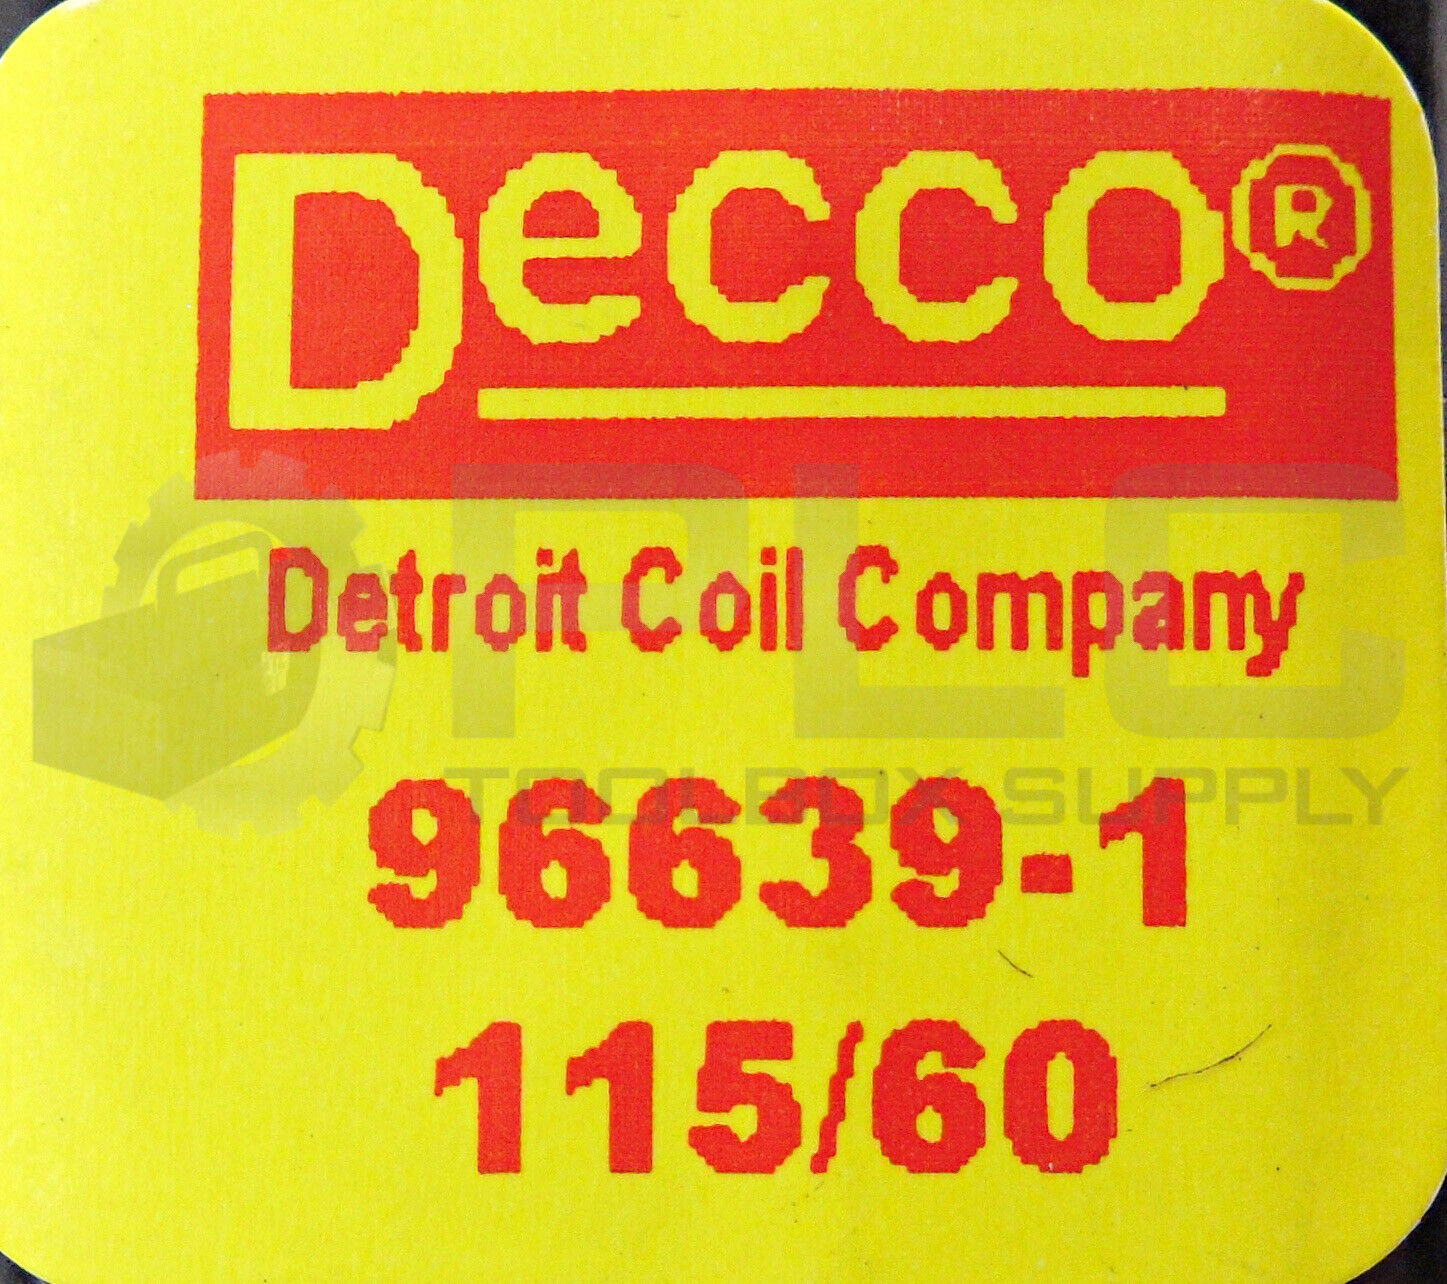 Decco®
Detroit Coil Company
PLC
TOOLBOX SUPPLY
96639-1
115/60